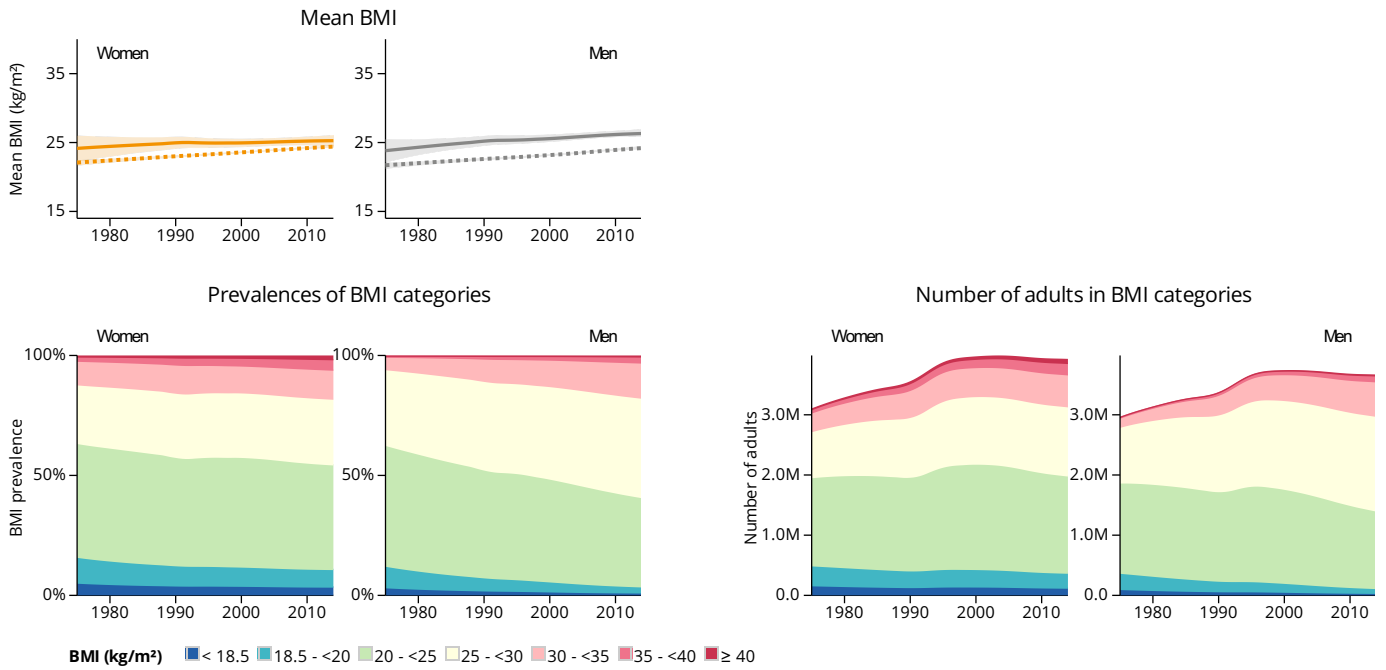 Mean BMI
Women
Men
Mean BMI (kg/m²)
35
25
15
1980 1990 2000 2010
35
25
15
1980 1990 2000 2010
Prevalences of BMI categories
Number of adults in BMI categories
Women
Men
Women
Men
BMI prevalence
100%
50%
0%
1980 1990 2000 2010
100%
50%
0%
1980 1990 2000 2010
Number of adults
3.0M
2.0M
1.0M
0.0
1980 1990 2000 2010
3.0M
2.0M
1.0M
0.0
1980 1990 2000 2010
BMI (kg/m²) < 18.5 18.5 - <20 20 - <25 25 - <30 30 - <35 35 - <40 ≥ 40